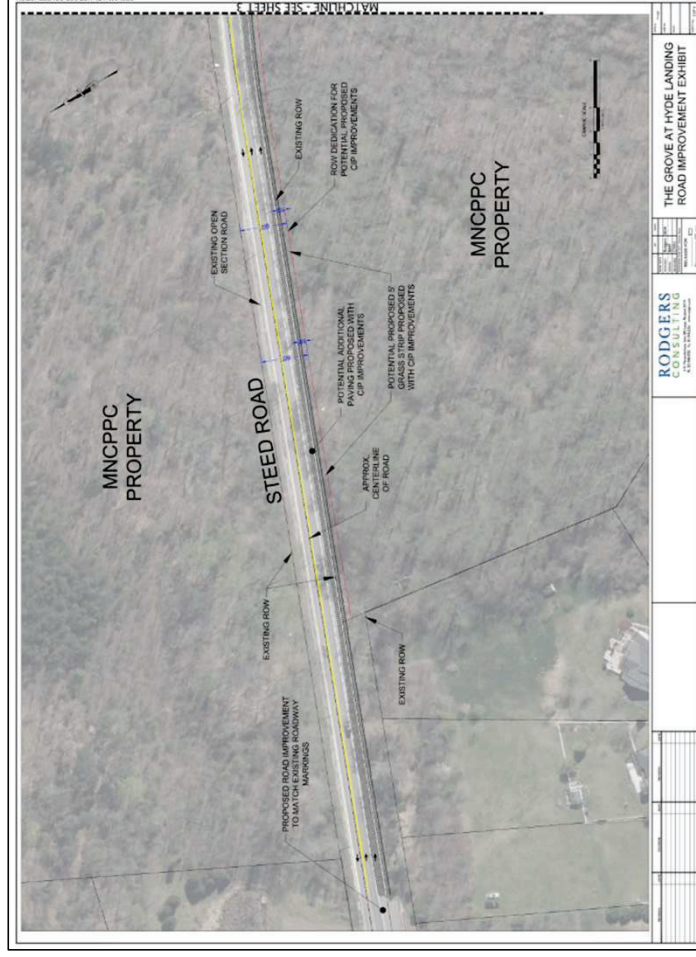 MATCHLINE - SEE SHEET 3
EXISTING OPEN
SECTION ROAD
EXISTING ROW
ROW DEDICATION FOR
POTENTIAL PROPOSED
CIP IMPROVEMENTS
MNCPPC
PROPERTY
MNCPPC
PROPERTY
STEED ROAD
POTENTIAL ADDITIONAL
PAVING PROPOSED WITH
CIP IMPROVEMENTS
POTENTIAL PROPOSED 5'
GRASS STRIP PROPOSED
WITH CIP IMPROVEMENTS
APPROX.
CENTERLINE
OF ROAD
EXISTING ROW
EXISTING ROW
PROPOSED ROAD IMPROVEMENT
TO MATCH EXISTING ROADWAY
MARKINGS
THE GROVE AT HYDE LANDING
ROAD IMPROVEMENT EXHIBIT
RODGERS
CONSULTING